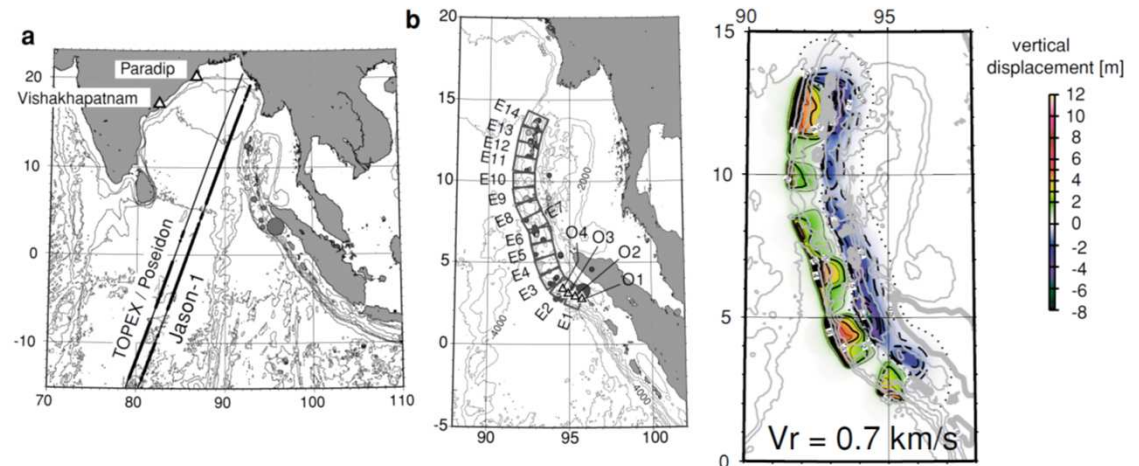 a
Paradip
Vishakhapatnam
TOPEX / Poseidon
Jason-1
20
10
0
-10
70
80
90
100
110
b
20
15
10
5
0
-5
90
95
100
E14
E13
E12
E11
E10
E9
E8
E7
E6
E5
E4
E3
E2
E1
O4
O3
O2
O1
2000
4000
4000
90
95
15
10
5
0
Vr = 0.7 km/s
vertical
displacement [m]
12
10
8
6
4
2
0
-2
-4
-6
-8